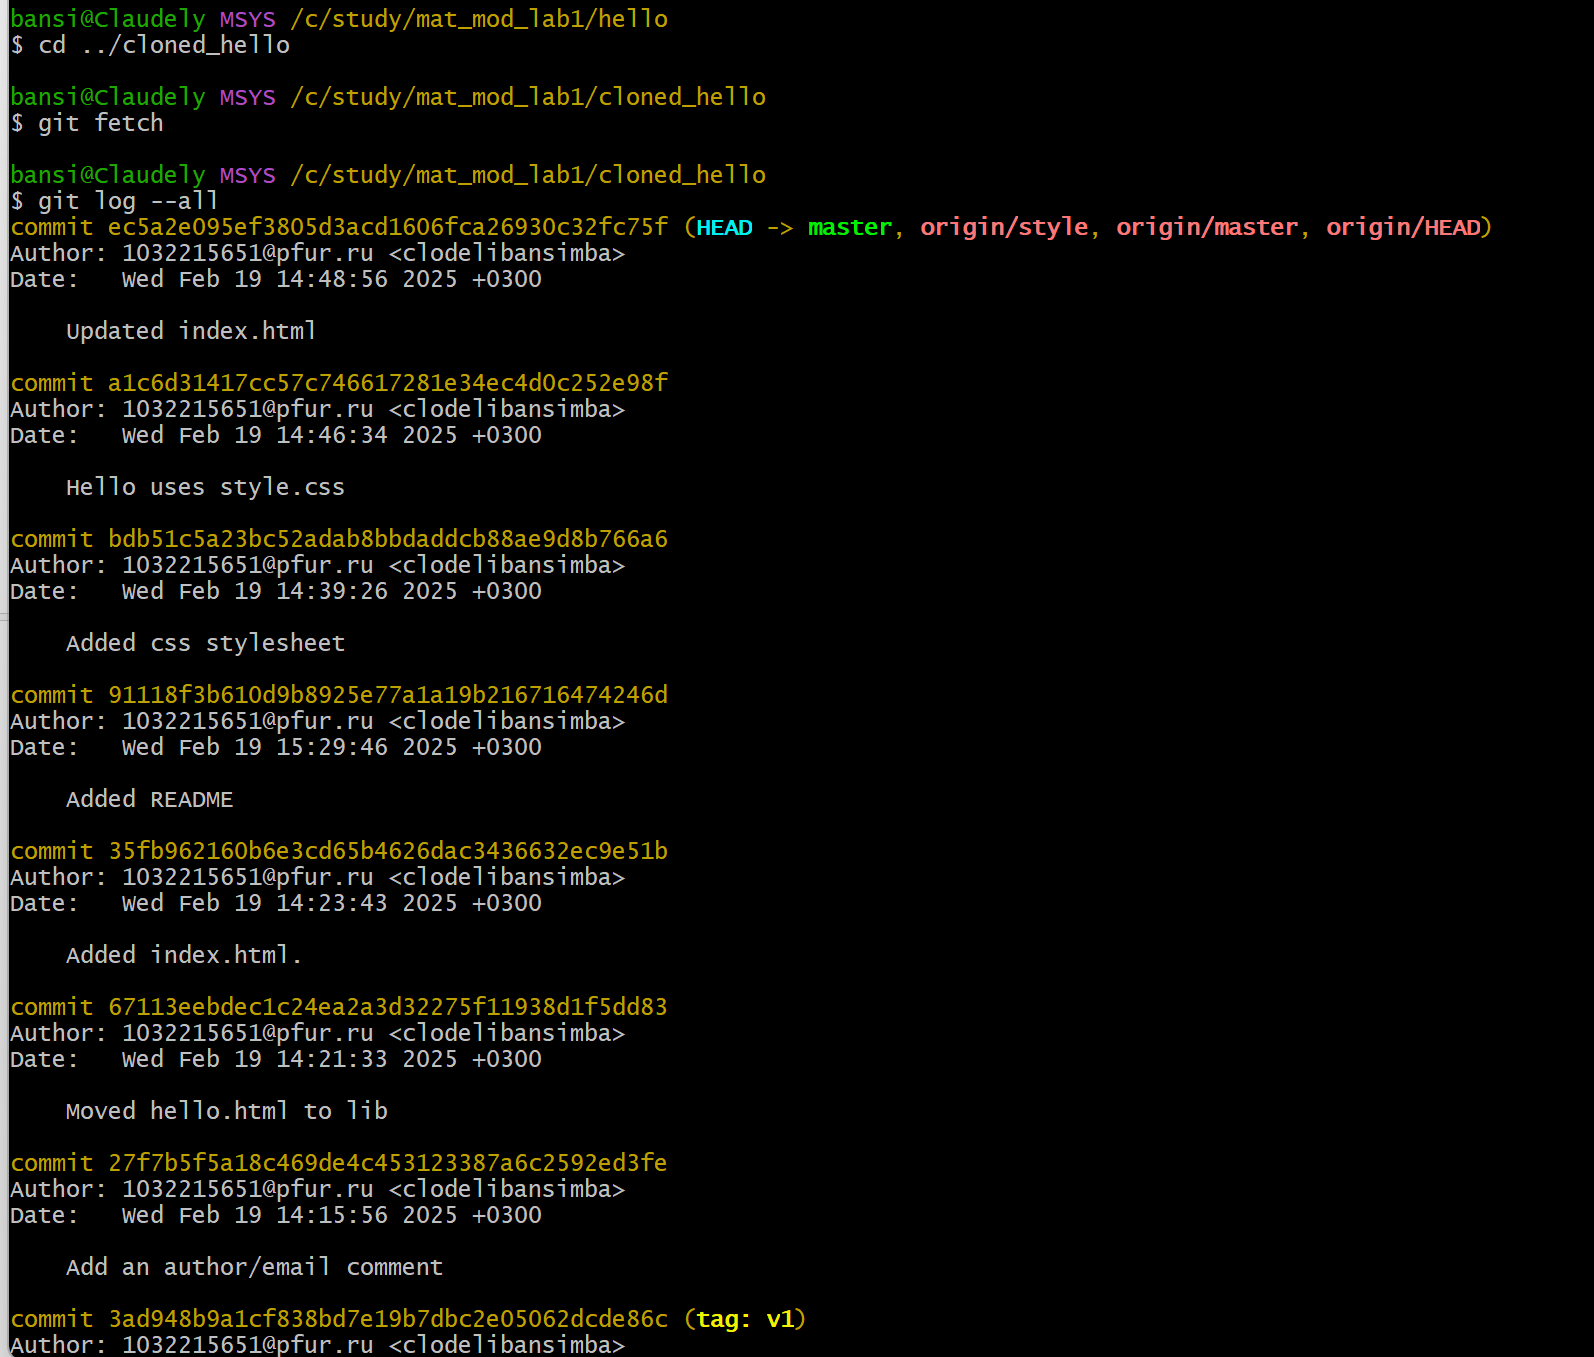 bansi@Claudely MSYS /c/study/mat_mod_lab1/hello
$ cd ../cloned_hello
bansi@Claudely MSYS /c/study/mat_mod_lab1/cloned_hello
$ git fetch
bansi@Claudely MSYS /c/study/mat_mod_lab1/cloned_hello
$ git log --all
commit ec5a2e095ef3805d3acd1606fca26930c32fc75f (HEAD -> master, origin/style, origin/master, origin/HEAD)
Author: 1032215651@pfur.ru <clodelibansimba>
Date:   Wed Feb 19 14:48:56 2025 +0300
    Updated index.html
commit a1c6d31417cc57c746617281e34ec4d0c252e98f
Author: 1032215651@pfur.ru <clodelibansimba>
Date:   Wed Feb 19 14:46:34 2025 +0300
    Hello uses style.css
commit bdb51c5a23bc52adab8bbdaddcb88ae9d8b766a6
Author: 1032215651@pfur.ru <clodelibansimba>
Date:   Wed Feb 19 14:39:26 2025 +0300
    Added css stylesheet
commit 91118f3b610d9b8925e77a1a19b216716474246d
Author: 1032215651@pfur.ru <clodelibansimba>
Date:   Wed Feb 19 15:29:46 2025 +0300
    Added README
commit 35fb962160b6e3cd65b4626dac3436632ec9e51b
Author: 1032215651@pfur.ru <clodelibansimba>
Date:   Wed Feb 19 14:23:43 2025 +0300
    Added index.html.
commit 67113eebdec1c24ea2a3d32275f11938d1f5dd83
Author: 1032215651@pfur.ru <clodelibansimba>
Date:   Wed Feb 19 14:21:33 2025 +0300
    Moved hello.html to lib
commit 27f7b5f5a18c469de4c453123387a6c2592ed3fe
Author: 1032215651@pfur.ru <clodelibansimba>
Date:   Wed Feb 19 14:15:56 2025 +0300
    Add an author/email comment
commit 3ad948b9a1cf838bd7e19b7dbc2e05062dcde86c (tag: v1)
Author: 1032215651@pfur.ru <clodelibansimba>